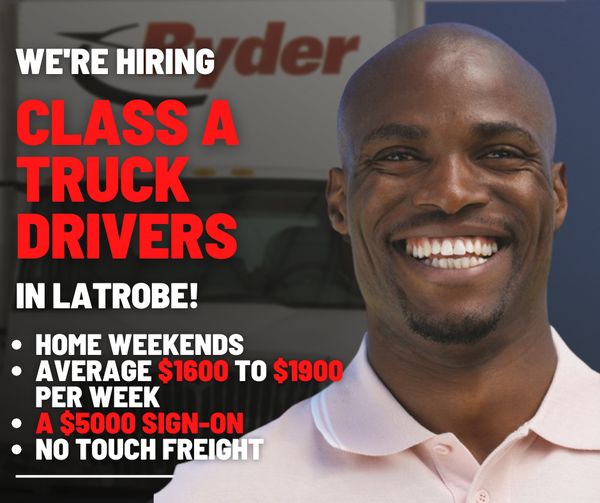 Ryder
WE'RE HIRING
CLASS A
TRUCK
DRIVERS
IN LATROBE!
• HOME WEEKENDS
• AVERAGE $1600 TO $1900
PER WEEK
• A $5000 SIGN-ON
• NO TOUCH FREIGHT